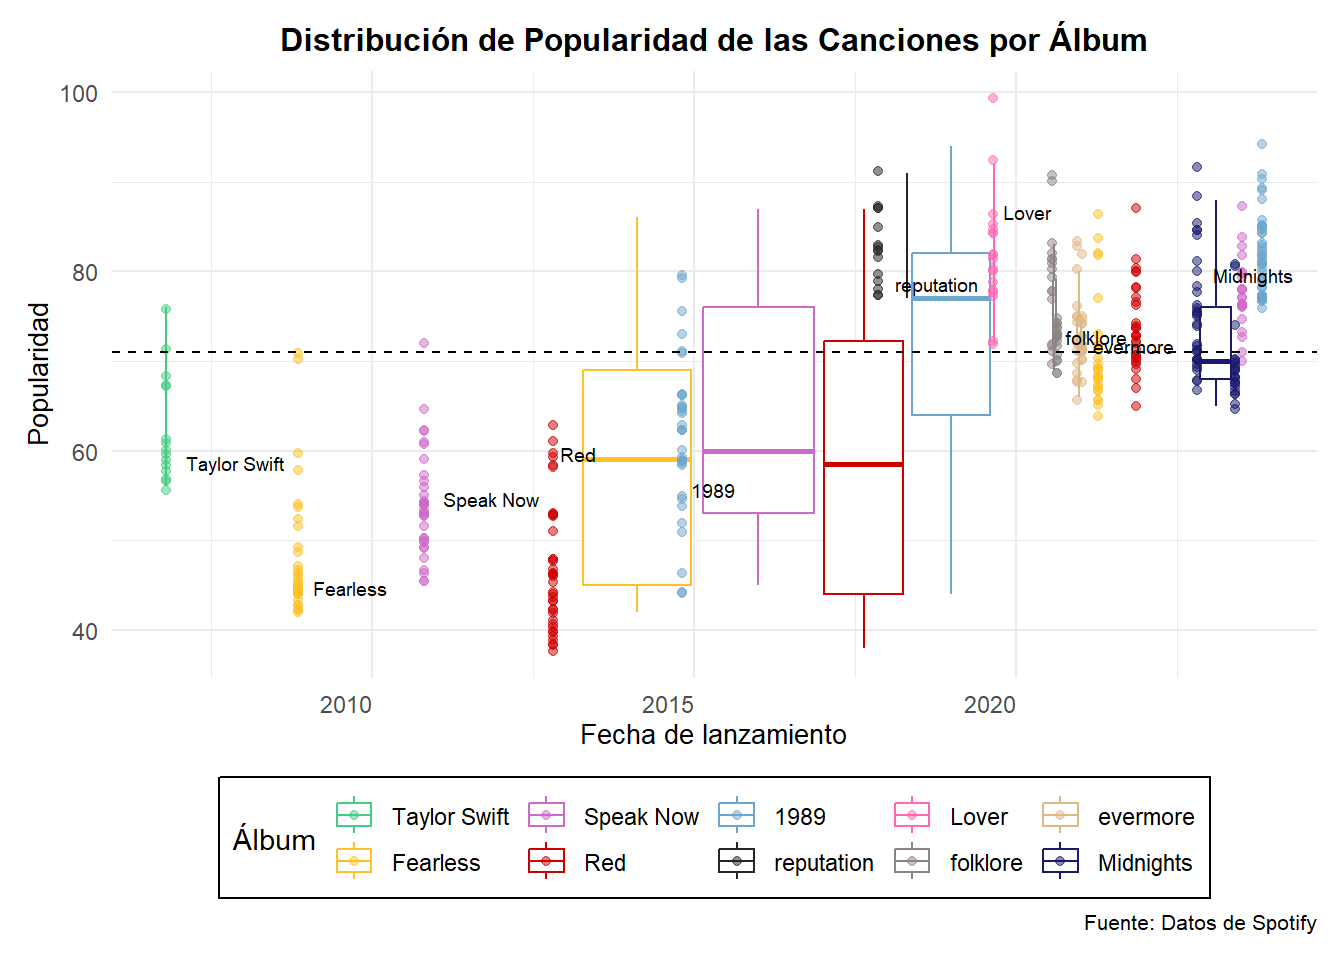 Distribución de Popularidad de las Canciones por Álbum
Popularidad
100
80
60
40
Taylor Swift
Fearless
Speak Now
Red
1989
reputation
Lover
folklore
evermore
Midnights
2010
2015
2020
Fecha de lanzamiento
Álbum
Taylor Swift
Speak Now
1989
Lover
evermore
Fearless
Red
reputation
folklore
Midnights
Fuente: Datos de Spotify